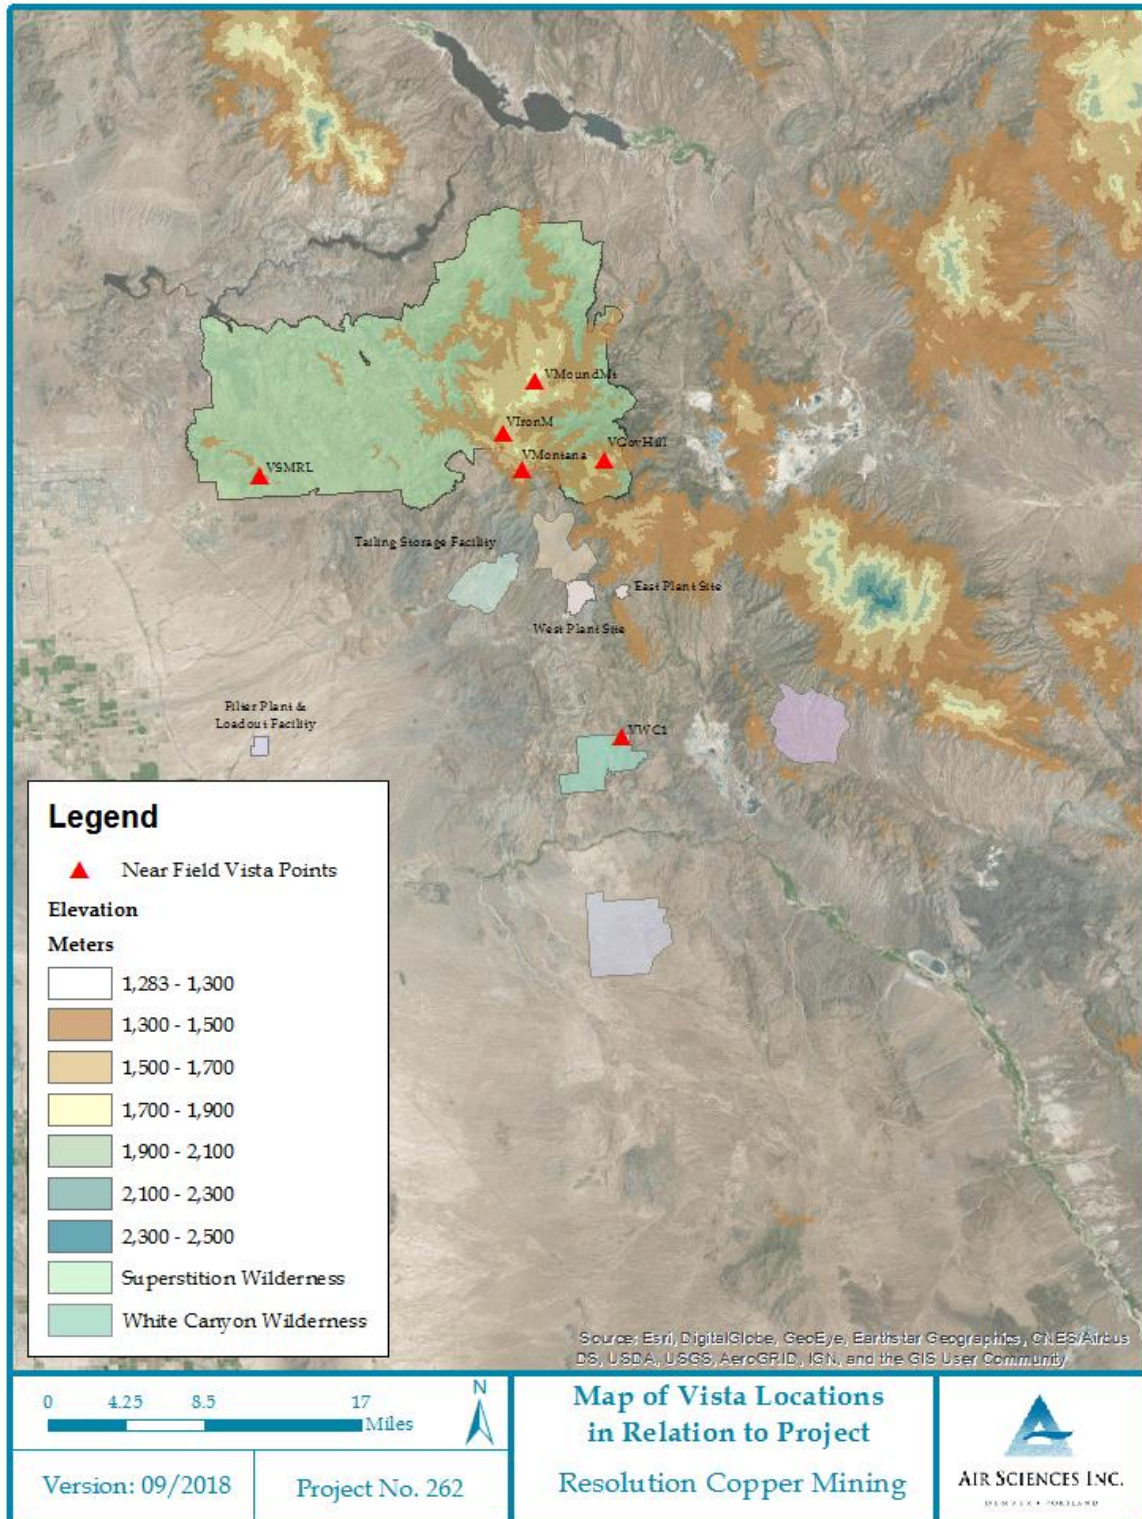 VMoundMt
VIronM
VGovHill
VMontana
VSMRL
Tailing Storage Facility
East Plant Site
West Plant Site
Filter Plant &
Loadout Facility
VWC1
Legend
Near Field Vista Points
Elevation
Meters
1,283 - 1,300
1,300 - 1,500
1,500 - 1,700
1,700 - 1,900
1,900 - 2,100
2,100 - 2,300
2,300 - 2,500
Superstition Wilderness
White Canyon Wilderness
Source: Esri, DigitalGlobe, GeoEye, Earthstar Geographics, CNES/Airbus
DS, USDA, USGS, AeroGRID, IGN, and the GIS User Community
0 4.25 8.5 17
Miles
N
Version: 09/2018
Project No. 262
Map of Vista Locations
in Relation to Project
Resolution Copper Mining
AIR SCIENCES INC.
DENVER • PORTLAND